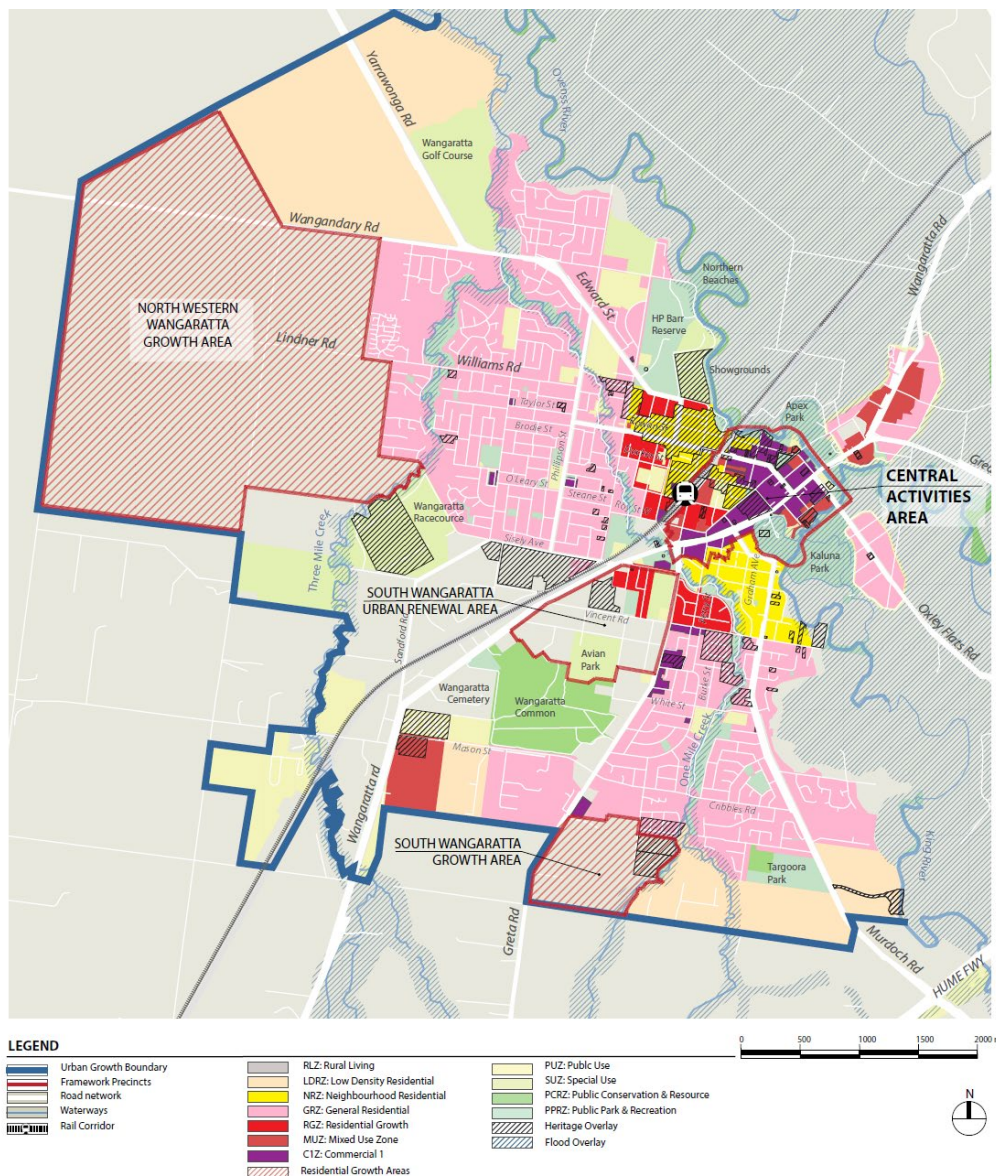 Yarrawonga Rd
Ovenss River
Wangaratta
Golf Course
Wangandary Rd
Wangaratta Rd
Northern
Beaches
Edward St
HP Barr
Reserve
NORTH WESTERN
WANGARATTA
GROWTH AREA
Lindner Rd
Williams Rd
Showgrounds
Taylor St
Apex
Park
Brodie St
Phillipson St
CENTRAL
ACTIVITIES
AREA
O'Leary St
Steane St
Roy St W
Wangaratta
Racecource
Three Mile Creek
Sisely Ave
Kaluna
Park
Graham Ave
SOUTH WANGARATTA
URBAN RENEWAL AREA
Vincent Rd
Sandford Rd
Oxley Flats Rd
Avian
Park
Wangaratta
Cemetery
Wangaratta
Common
White St
Burke St
One Mile Creek
Mason St
Wangaratta rd
Cribbles Rd
SOUTH WANGARATTA
GROWTH AREA
King River
Targoora
Park
Greta Rd
Murdoch Rd
HUME FWY
LEGEND
Urban Growth Boundary
Framework Precincts
Road network
Waterways
Rail Corridor
RLZ: Rural Living
LDRZ: Low Density Residential
NRZ: Neighbourhood Residential
GRZ: General Residential
RGZ: Residential Growth
MUZ: Mixed Use Zone
C1Z: Commercial 1
Residential Growth Areas
PUZ: Publc Use
SUZ: Special Use
PCRZ: Public Conservation & Resource
PPRZ: Public Park & Recreation
Heritage Overlay
Flood Overlay
0 500 1000 1500 2000 m
N